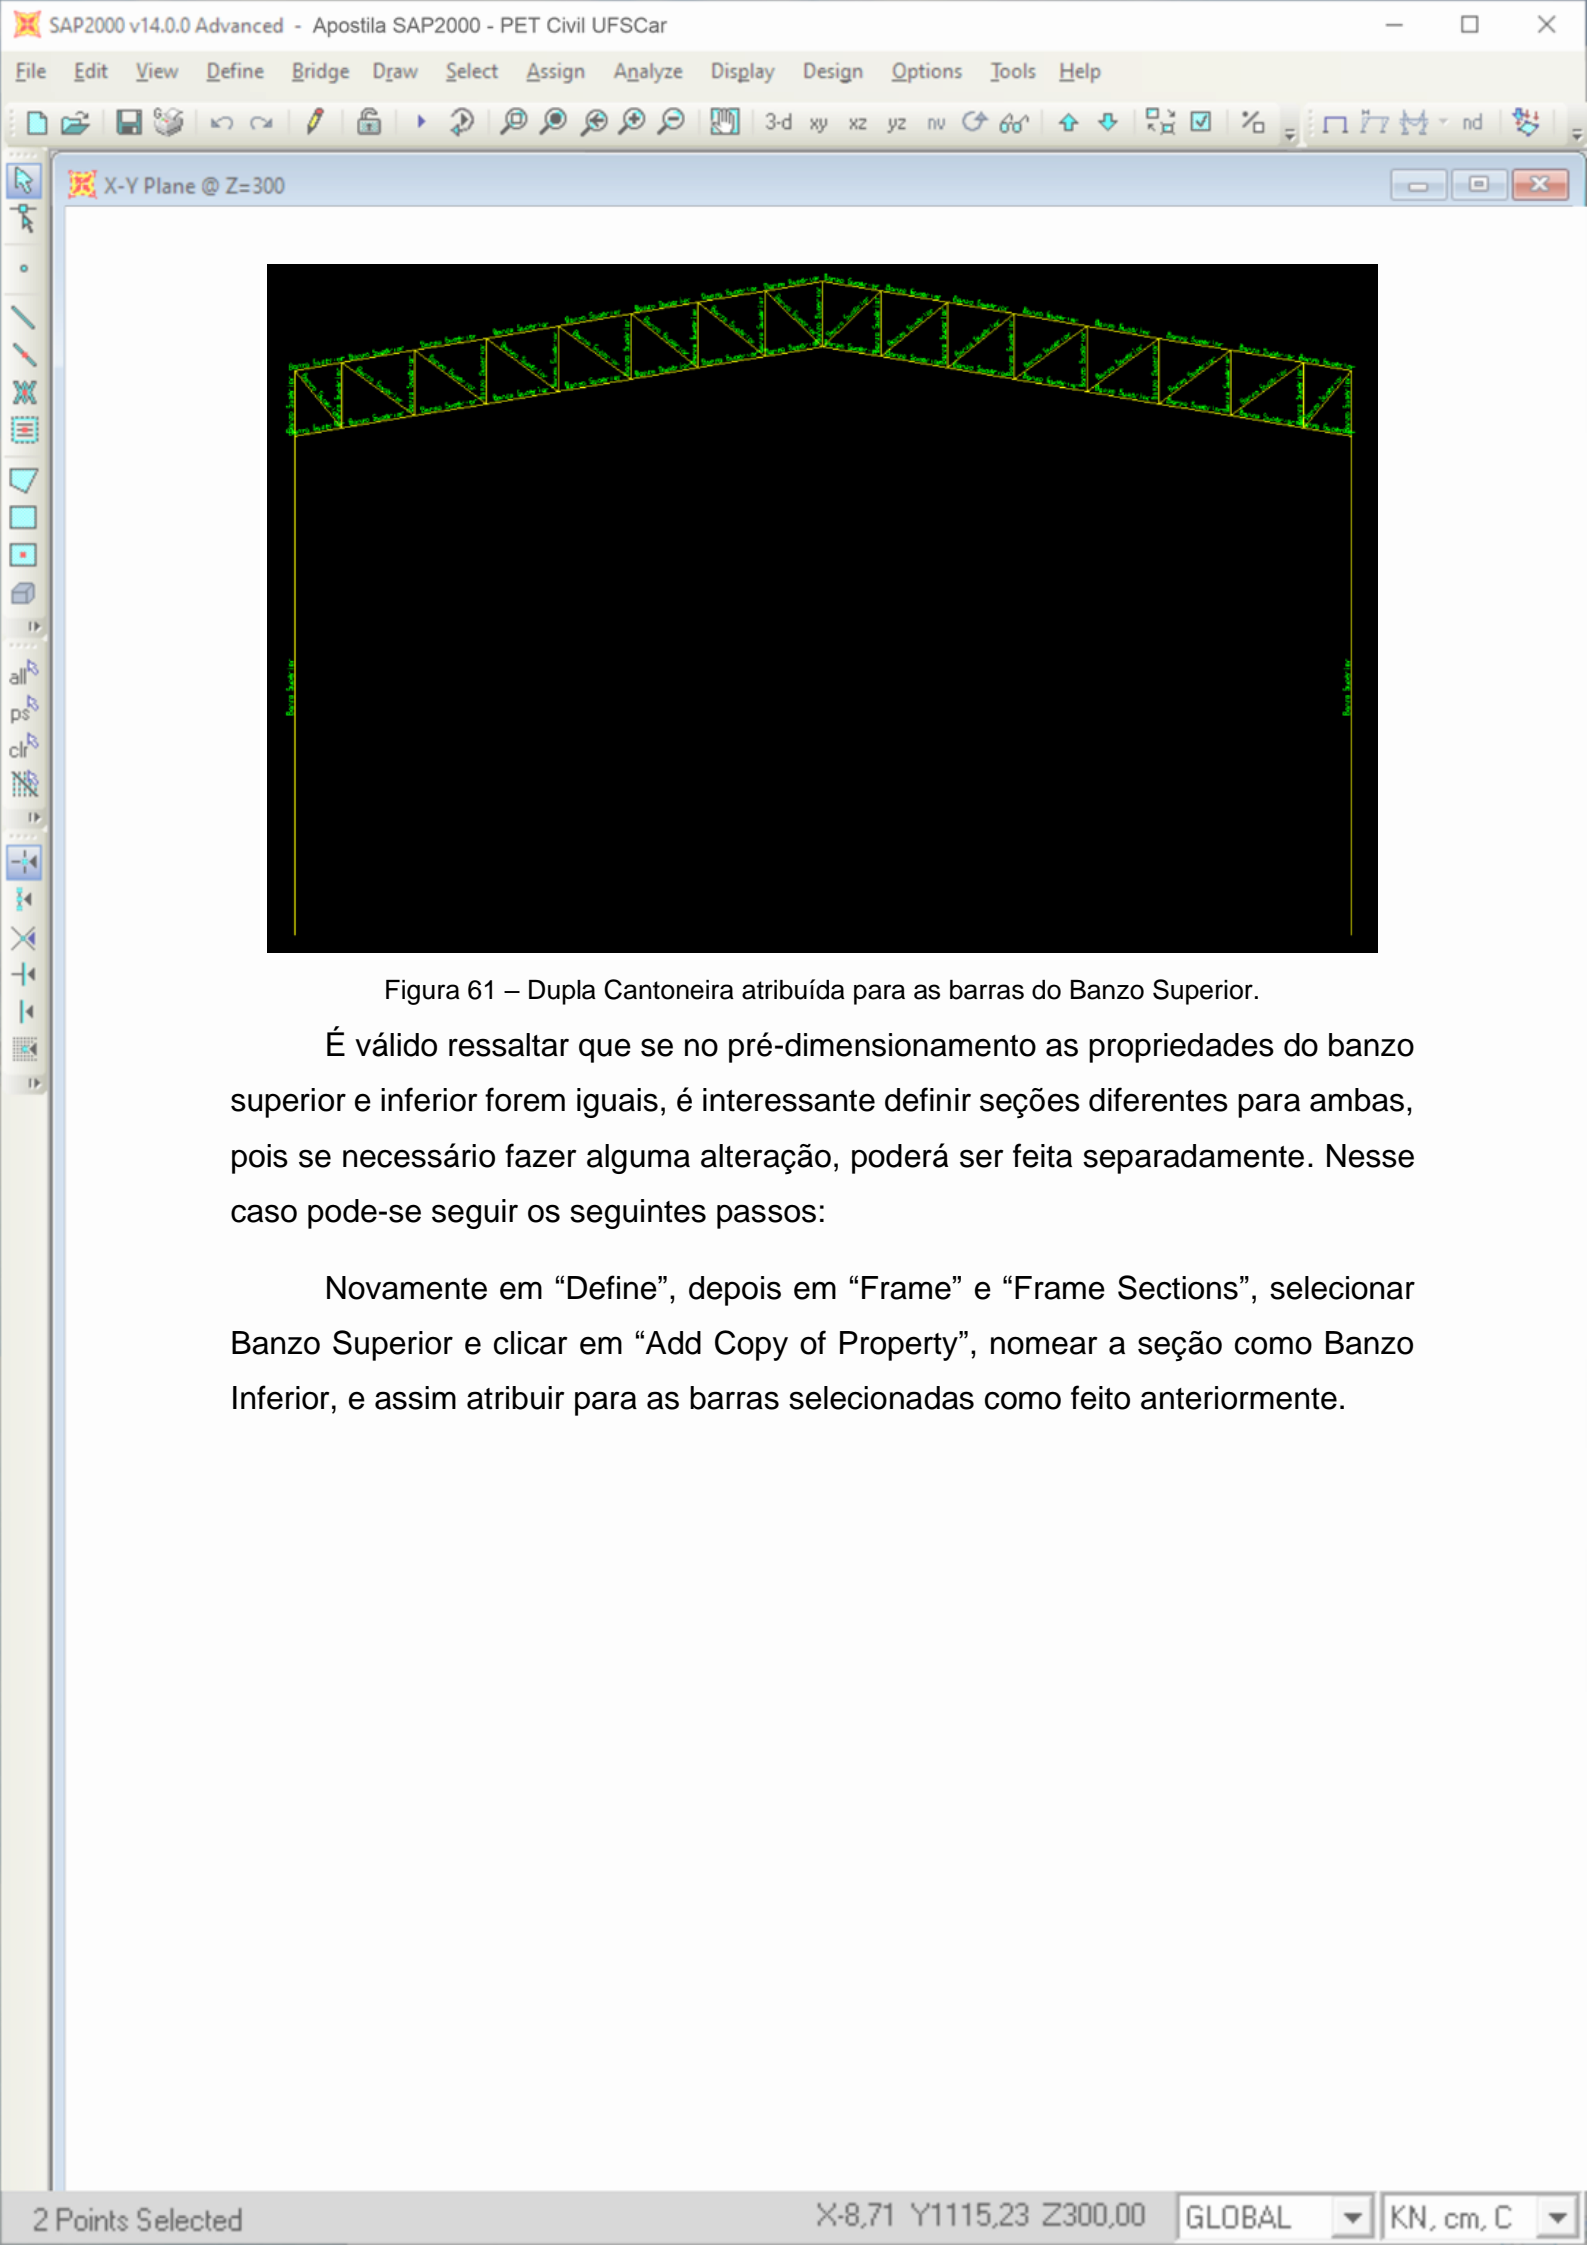 SAP2000 v14.0.0 Advanced - Apostila SAP2000 - PET Civil UFSCar
File Edit View Define Bridge Draw Select Assign Analyze Display Design Options Tools Help
3-d xy xz yz nv nd
X-Y Plane @ Z=300
all
ps
clr
Banzo Superior
Banzo Superior
Figura 61 – Dupla Cantoneira atribuída para as barras do Banzo Superior.
É válido ressaltar que se no pré-dimensionamento as propriedades do banzo
superior e inferior forem iguais, é interessante definir seções diferentes para ambas,
pois se necessário fazer alguma alteração, poderá ser feita separadamente. Nesse
caso pode-se seguir os seguintes passos:
Novamente em “Define”, depois em “Frame” e “Frame Sections”, selecionar
Banzo Superior e clicar em “Add Copy of Property”, nomear a seção como Banzo
Inferior, e assim atribuir para as barras selecionadas como feito anteriormente.
2 Points Selected
X-8,71 Y1115,23 Z300,00
GLOBAL
KN, cm, C